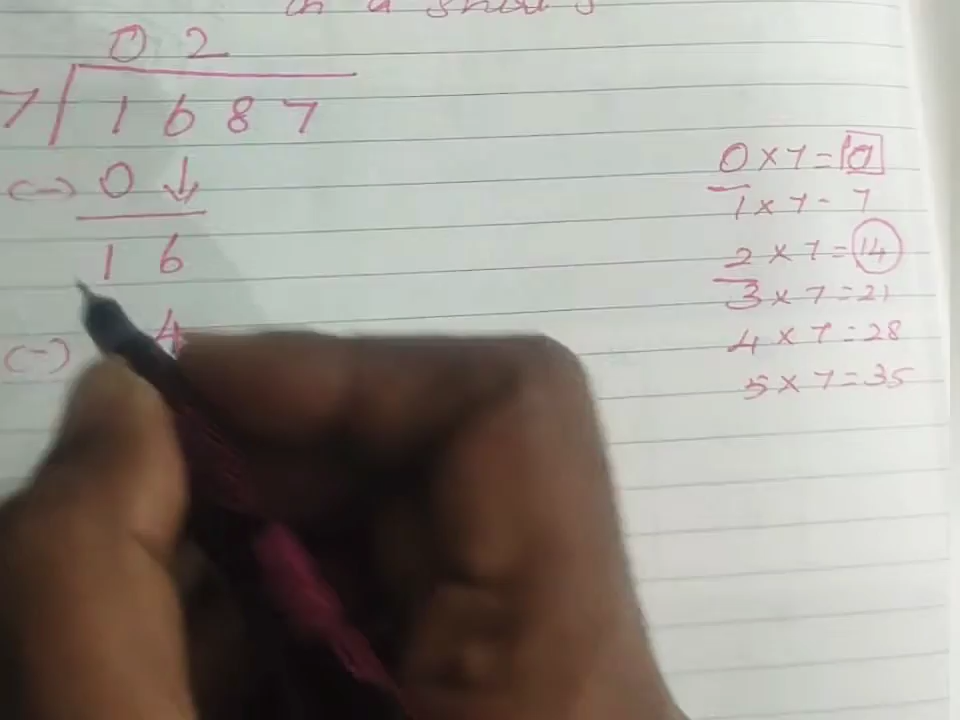 in a
0 2
7 1 6 8 7
(-) 0 ↓
1 6
(-) 4
0 × 7 = 0
1 × 7 - 7
2 × 7 = 14
3 × 7 = 21
4 × 7 = 28
5 × 7 = 35